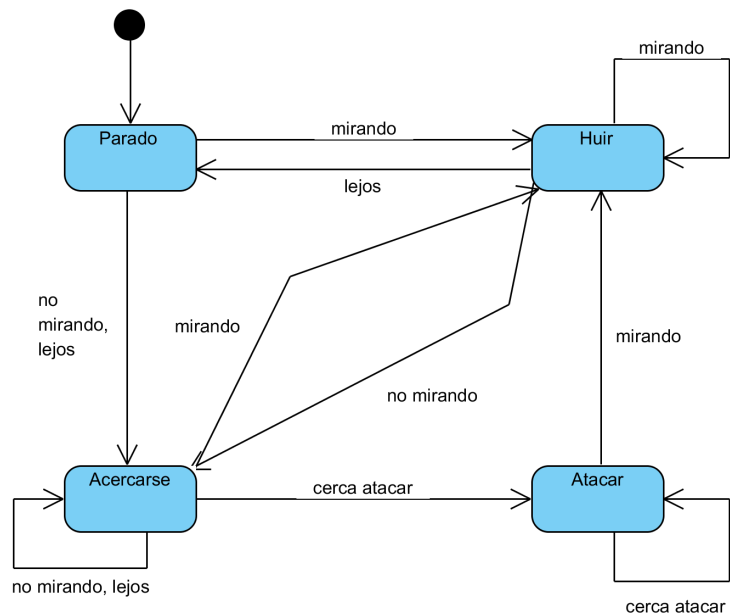 mirando
Parado
mirando
Huir
lejos
no
mirando,
lejos
mirando
mirando
no mirando
Acercarse
cerca atacar
Atacar
no mirando, lejos
cerca atacar